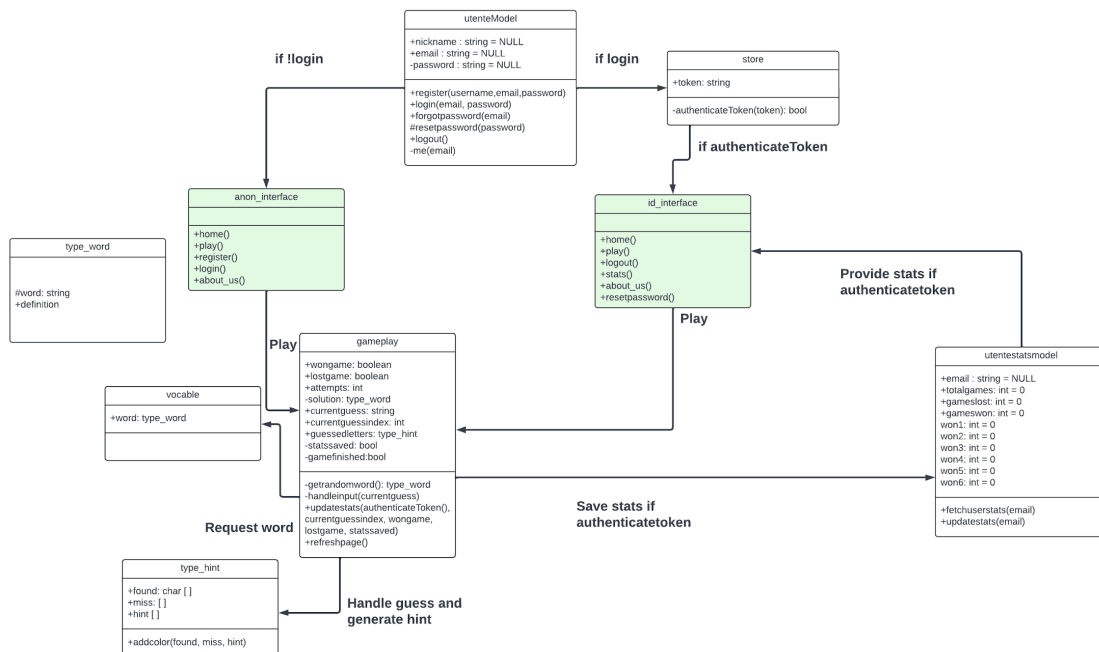 utenteModel
+nickname : string = NULL
+email : string = NULL
-password : string = NULL
+register(username,email,password)
+login(email, password)
+forgotpassword(email)
#resetpassword(password)
+logout()
-me(email)
if !login
if login
store
+token: string
-authenticateToken(token): bool
if authenticateToken
anon_interface
+home()
+play()
+register()
+login()
+about_us()
id_interface
+home()
+play()
+logout()
+stats()
+about_us()
+resetpassword()
type_word
#word: string
+definition
Provide stats if
authenticatetoken
Play
Play
gameplay
+wongame: boolean
+lostgame: boolean
+attempts: int
-solution: type_word
+currentguess: string
+currentguessindex: int
+guessedletters: type_hint
-statssaved: bool
-gamefinished:bool
-getrandomword(): type_word
-handleinput(currentguess)
+updatestats(authenticateToken(),
currentguessindex, wongame,
lostgame, statssaved)
+refreshpage()
vocable
+word: type_word
utentestatsmodel
+email : string = NULL
+totalgames: int = 0
+gameslost: int = 0
+gameswon: int = 0
won1: int = 0
won2: int = 0
won3: int = 0
won4: int = 0
won5: int = 0
won6: int = 0
+fetchuserstats(email)
+updatestats(email)
Request word
Save stats if
authenticatetoken
type_hint
+found: char [ ]
+miss: [ ]
+hint [ ]
+addcolor(found, miss, hint)
Handle guess and
generate hint